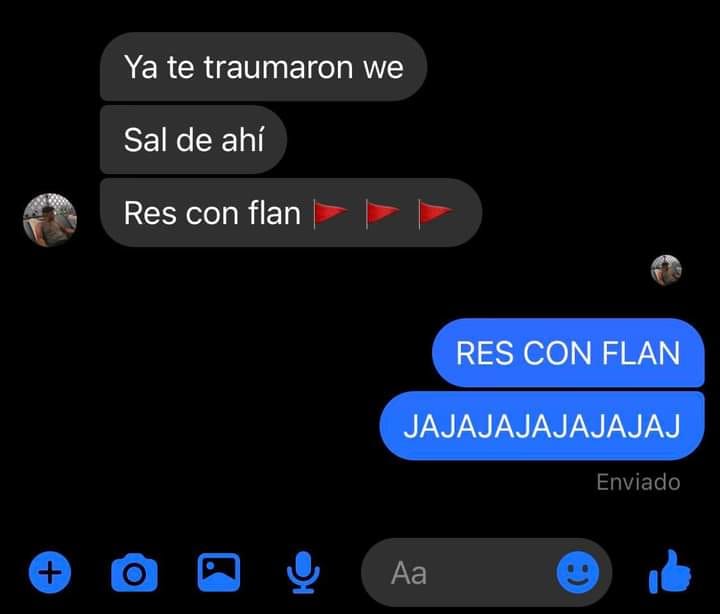 Ya te traumaron we
Sal de ahí
Res con flan 🚩 🚩 🚩
RES CON FLAN
JAJAJAJAJAJAJAJ
Enviado
Aa